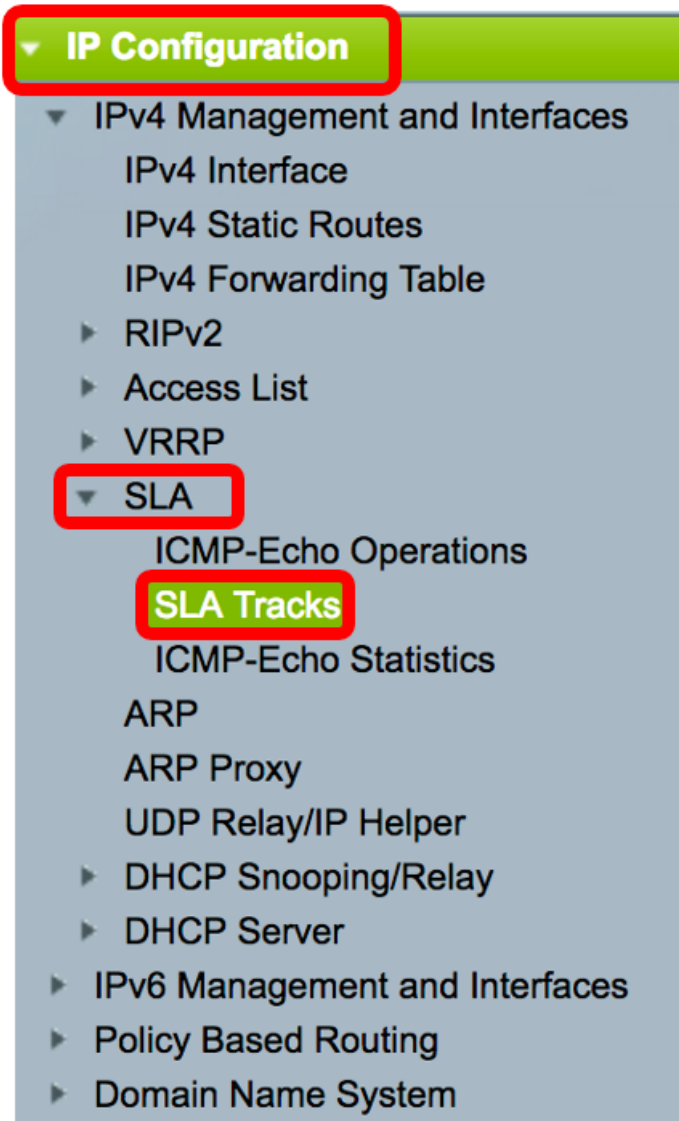 IP Configuration
IPv4 Management and Interfaces
IPv4 Interface
IPv4 Static Routes
IPv4 Forwarding Table
RIPv2
Access List
VRRP
SLA
ICMP-Echo Operations
SLA Tracks
ICMP-Echo Statistics
ARP
ARP Proxy
UDP Relay/IP Helper
DHCP Snooping/Relay
DHCP Server
IPv6 Management and Interfaces
Policy Based Routing
Domain Name System